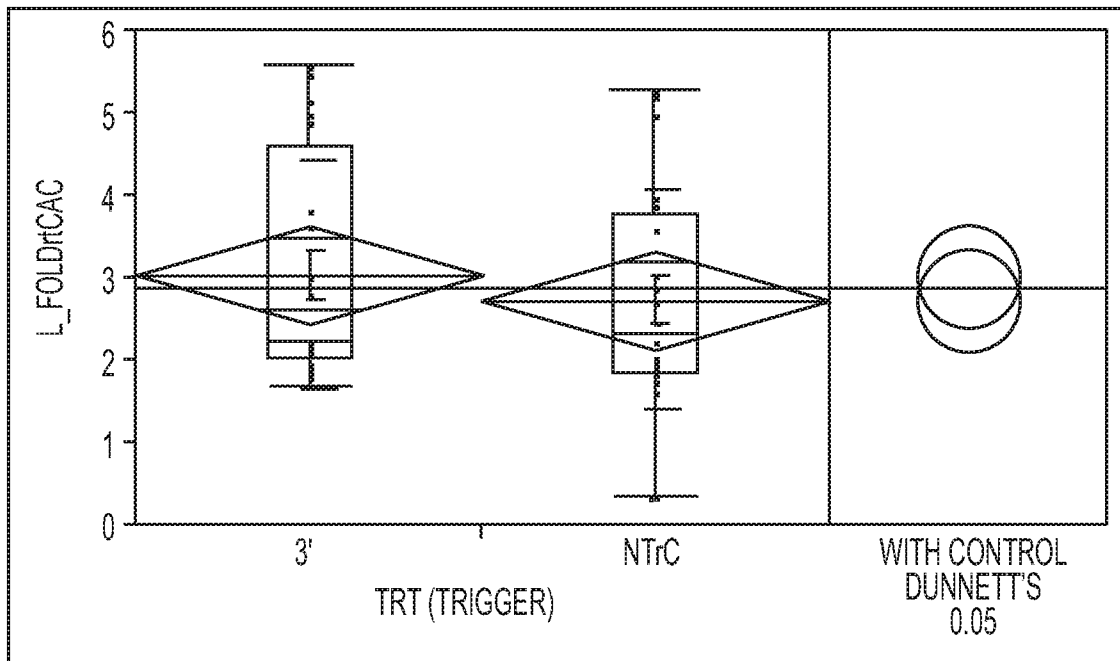 6
5
4
3
2
1
0
L_FOLDrtCAC
3'
NTrC
TRT (TRIGGER)
WITH CONTROL
DUNNETT'S
0.05